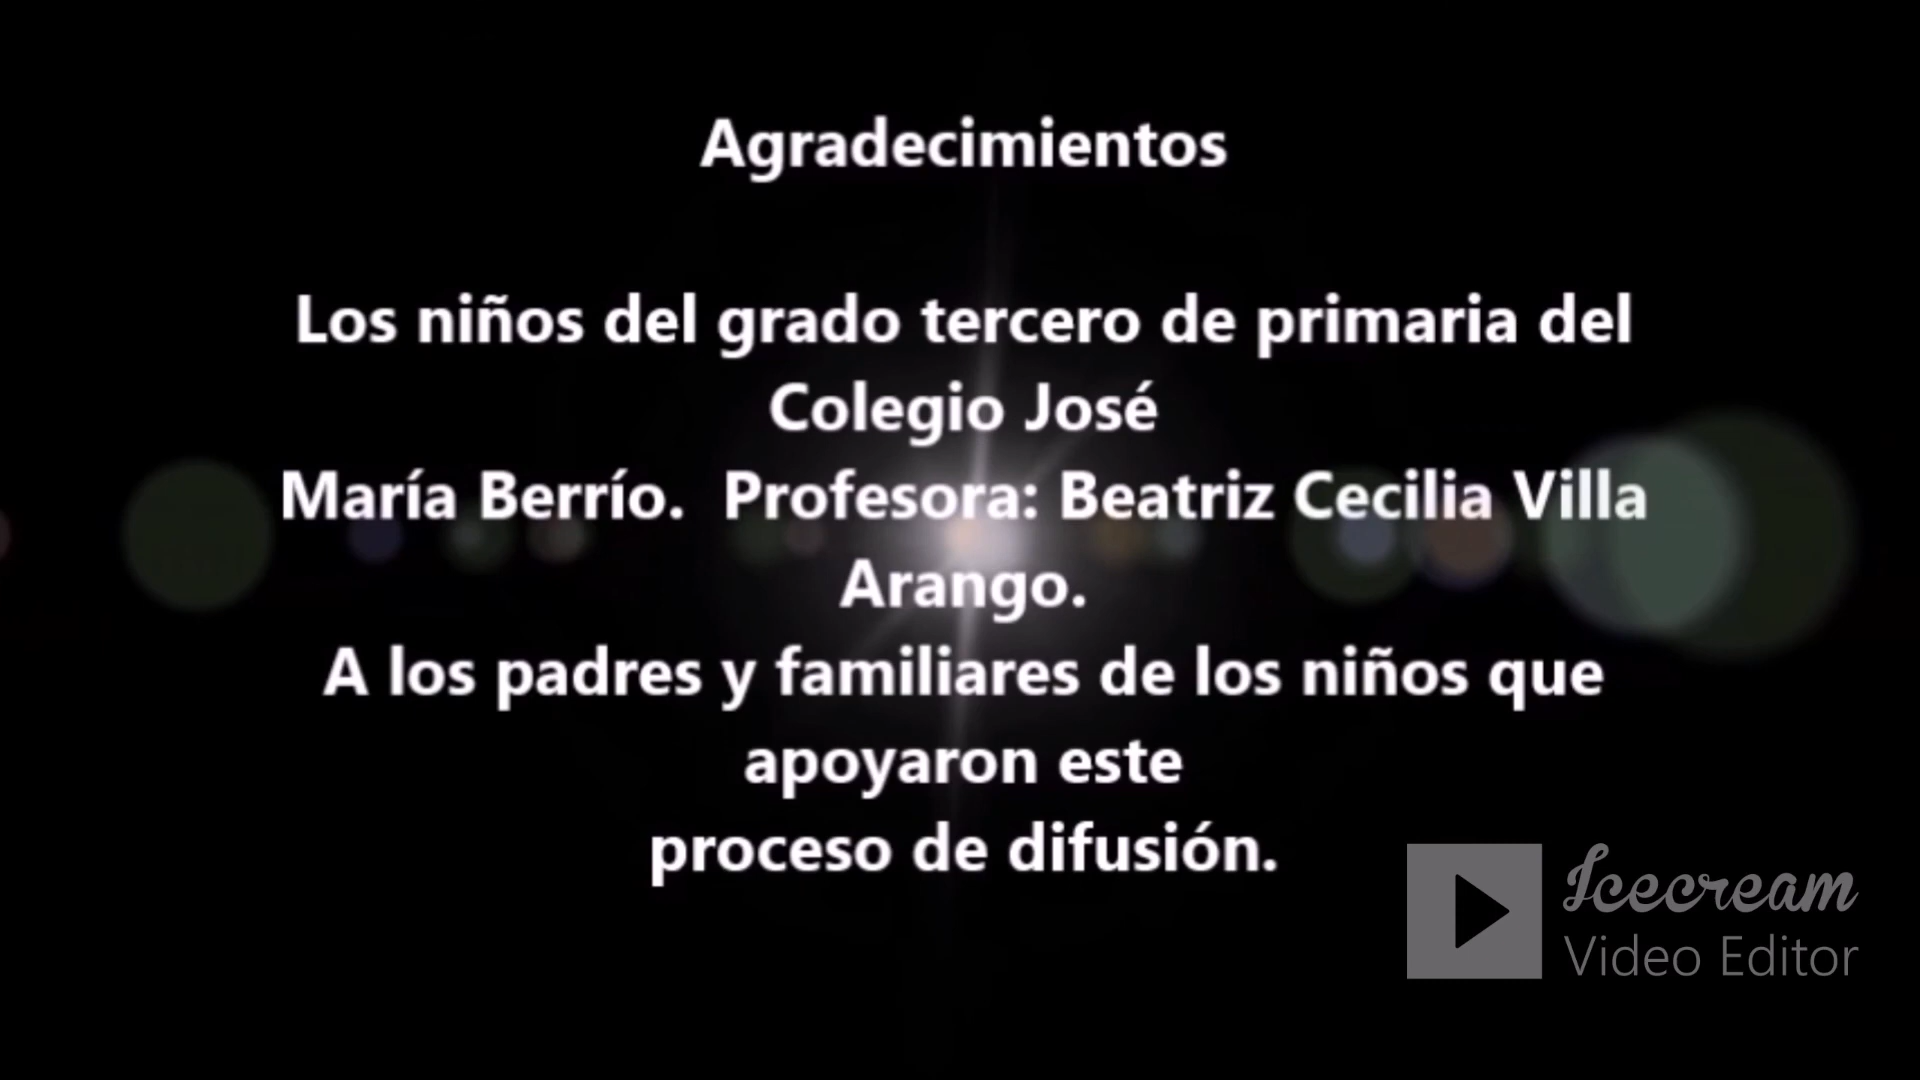 Agradecimientos
Los niños del grado tercero de primaria del
Colegio José
María Berrío.  Profesora: Beatriz Cecilia Villa
Arango.
A los padres y familiares de los niños que
apoyaron este
proceso de difusión.
Icecream
Video Editor